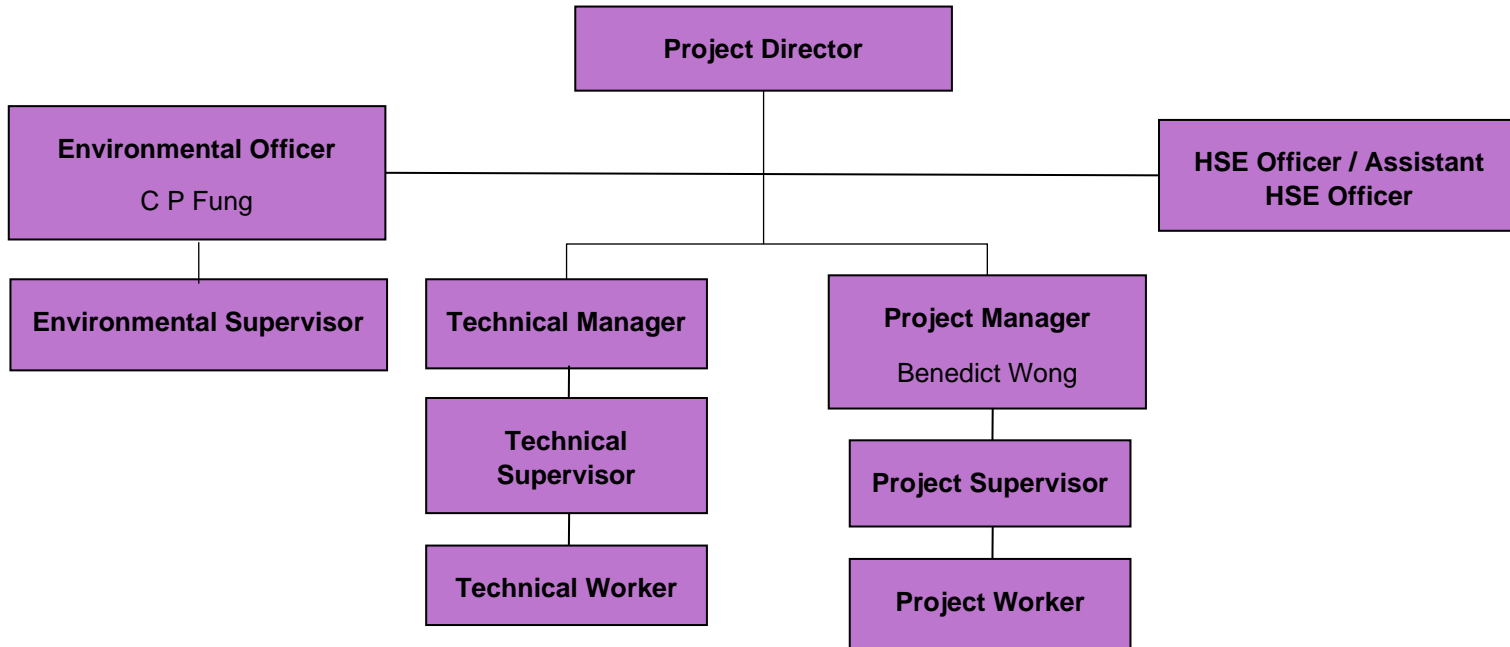 Project Director
Environmental Officer
C P Fung
HSE Officer / Assistant
HSE Officer
Environmental Supervisor
Technical Manager
Project Manager
Benedict Wong
Technical
Supervisor
Project Supervisor
Technical Worker
Project Worker